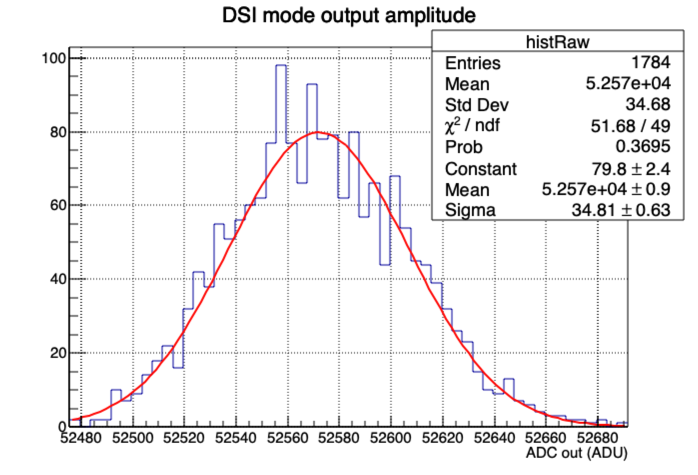 DSI mode output amplitude
histRaw
Entries 1784
Mean 5.257e+04
Std Dev 34.68
χ² / ndf 51.68 / 49
Prob 0.3695
Constant 79.8 ± 2.4
Mean 5.257e+04 ± 0.9
Sigma 34.81 ± 0.63
100
80
60
40
20
0
52480 52500 52520 52540 52560 52580 52600 52620 52640 52660 52680
ADC out (ADU)